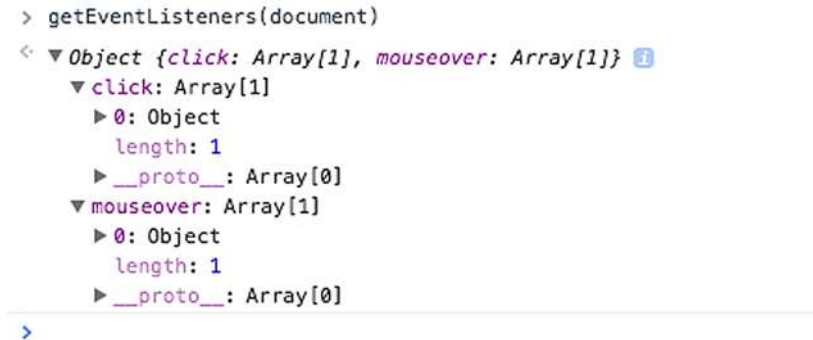 > getEventListeners(document)
<· ▼ Object {click: Array[1], mouseover: Array[1]} i
▼ click: Array[1]
▶ 0: Object
length: 1
▶ __proto__: Array[0]
▼ mouseover: Array[1]
▶ 0: Object
length: 1
▶ __proto__: Array[0]
>